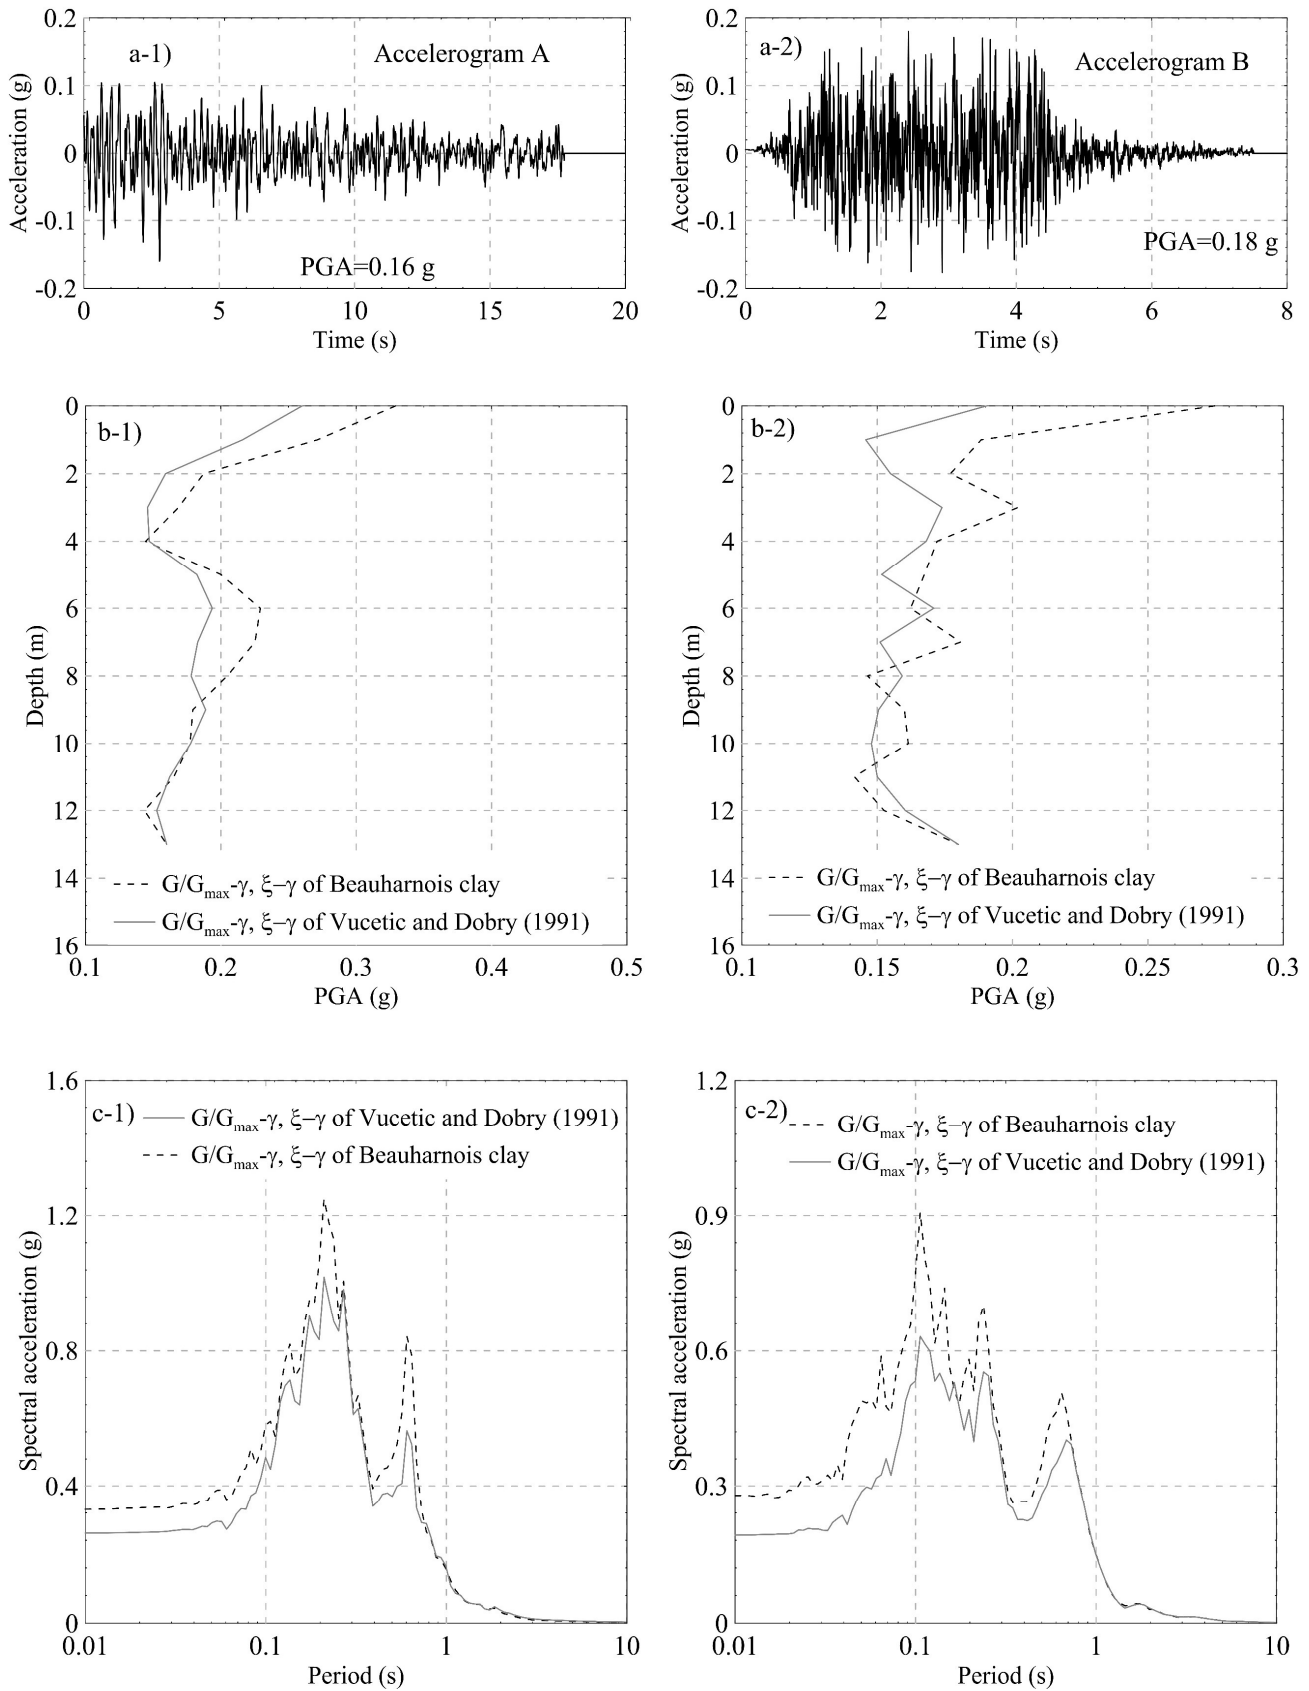 0.2
0.1
0
-0.1
-0.2
Acceleration (g)
a-1)
Accelerogram A
PGA=0.16 g
0 5 10 15 20
Time (s)
0.2
0.1
0
-0.1
-0.2
Acceleration (g)
a-2)
Accelerogram B
PGA=0.18 g
0 2 4 6 8
Time (s)
0
2
4
6
8
10
12
14
16
Depth (m)
b-1)
G/Gmax-γ, ξ–γ of Beauharnois clay
G/Gmax-γ, ξ–γ of Vucetic and Dobry (1991)
0.1 0.2 0.3 0.4 0.5
PGA (g)
0
2
4
6
8
10
12
14
16
Depth (m)
b-2)
G/Gmax-γ, ξ–γ of Beauharnois clay
G/Gmax-γ, ξ–γ of Vucetic and Dobry (1991)
0.1 0.15 0.2 0.25 0.3
PGA (g)
1.6
1.2
0.8
0.4
0
Spectral acceleration (g)
c-1)
G/Gmax-γ, ξ–γ of Vucetic and Dobry (1991)
G/Gmax-γ, ξ–γ of Beauharnois clay
0.01 0.1 1 10
Period (s)
1.2
0.9
0.6
0.3
0
Spectral acceleration (g)
c-2)
G/Gmax-γ, ξ–γ of Beauharnois clay
G/Gmax-γ, ξ–γ of Vucetic and Dobry (1991)
0.01 0.1 1 10
Period (s)